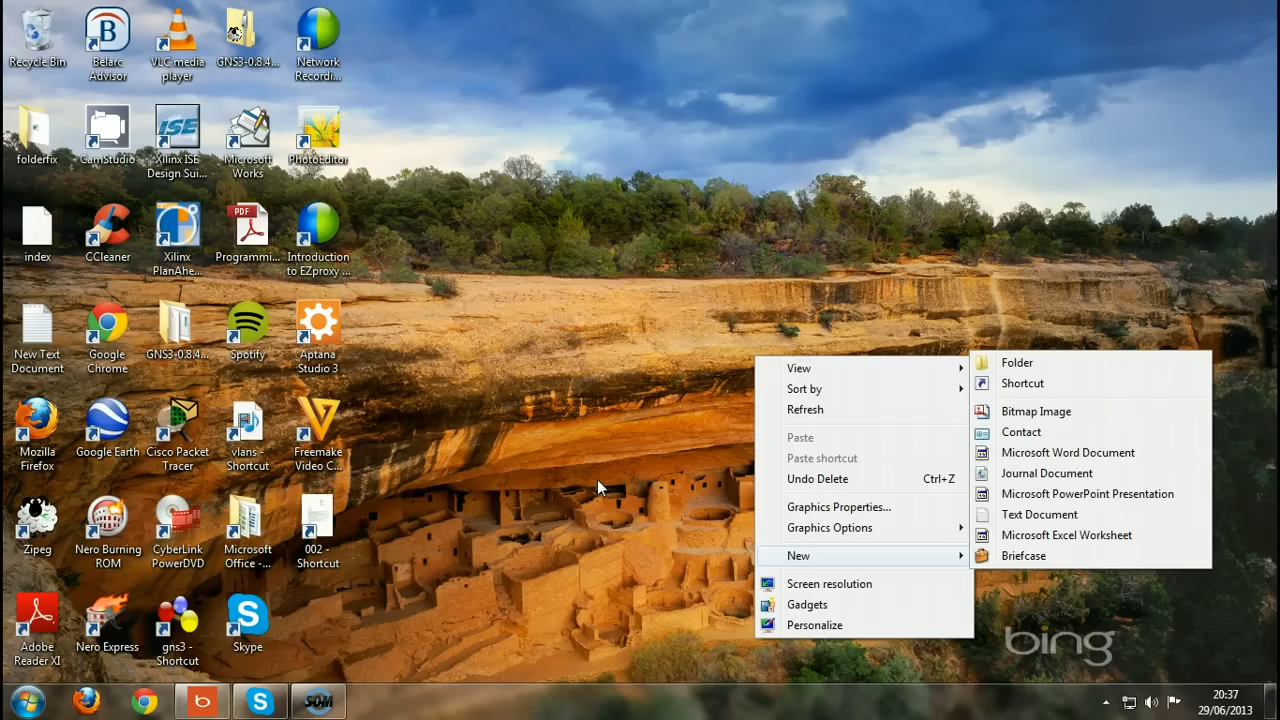 Recycle Bin
Belarc
Advisor
VLC media
player
GNS3-0.8.4...
Network
Recordi...
folderfix
CamStudio
ISE
Xilinx ISE
Design Sui...
Microsoft
Works
PhotoEditor
index
CCleaner
Xilinx
PlanAhe...
PDF
Programmi...
Introduction
to EZproxy ...
New Text
Document
Google
Chrome
GNS3-0.8.4...
Spotify
Aptana
Studio 3
Mozilla
Firefox
Google Earth
Cisco Packet
Tracer
vlans -
Shortcut
Freemake
Video C...
Zipeg
Nero Burning
ROM
CyberLink
PowerDVD
Microsoft
Office - ...
002 -
Shortcut
Adobe
Reader XI
Nero Express
gns3 -
Shortcut
Skype
View
Sort by
Refresh
Paste
Paste shortcut
Undo Delete Ctrl+Z
Graphics Properties...
Graphics Options
New
Screen resolution
Gadgets
Personalize
Folder
Shortcut
Bitmap Image
Contact
Microsoft Word Document
Journal Document
Microsoft PowerPoint Presentation
Text Document
Microsoft Excel Worksheet
Briefcase
bing
20:37
29/06/2013